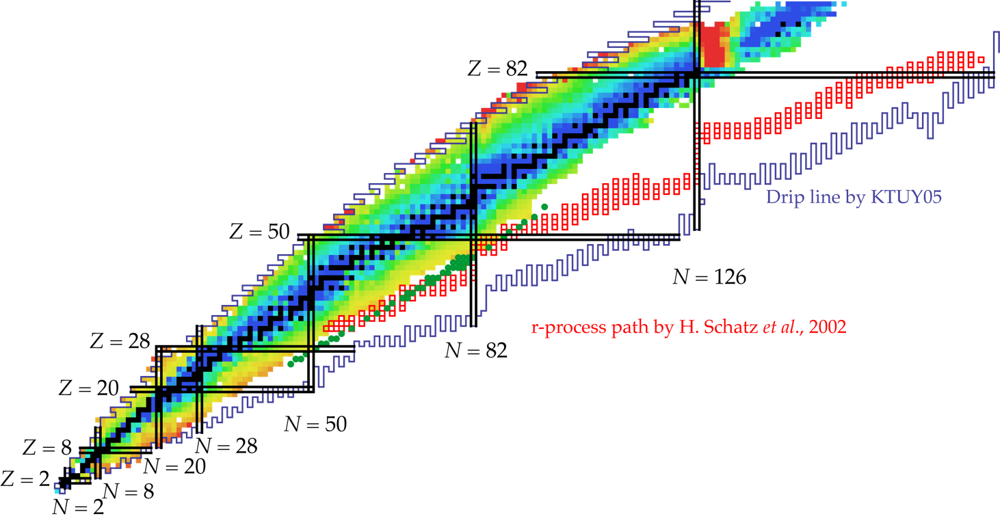 Z = 82
Drip line by KTUY05
Z = 50
N = 126
r-process path by H. Schatz et al., 2002
Z = 28
N = 82
Z = 20
N = 50
Z = 8
N = 28
N = 20
Z = 2
N = 8
N = 2